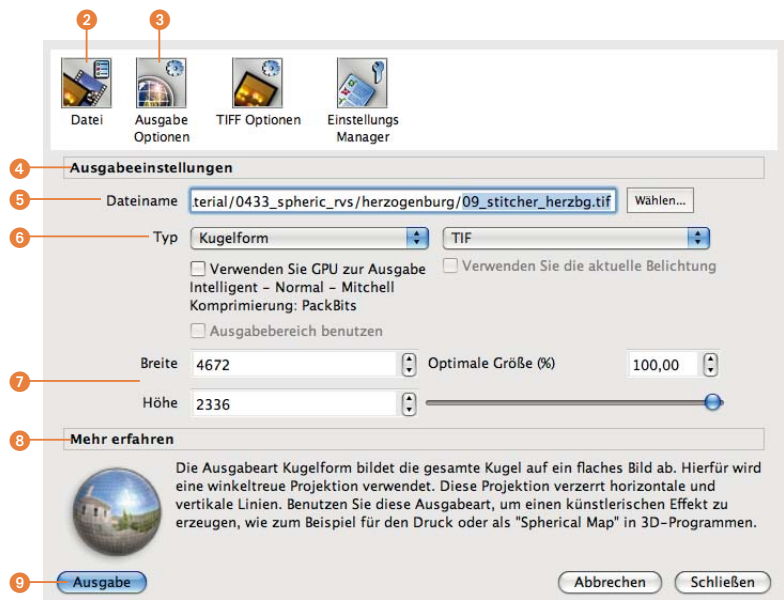 2 3
Datei Ausgabe Optionen TIFF Optionen Einstellungs Manager
4 Ausgabeeinstellungen
5 Dateiname .terial/0433_spheric_rvs/herzogenburg/09_stitcher_herzbg.tif Wählen...
6 Typ Kugelform TIF
Verwenden Sie GPU zur Ausgabe Verwenden Sie die aktuelle Belichtung
Intelligent – Normal – Mitchell
Komprimierung: PackBits
Ausgabebereich benutzen
Breite 4672 Optimale Größe (%) 100,00
7
Höhe 2336
8 Mehr erfahren
Die Ausgabeart Kugelform bildet die gesamte Kugel auf ein flaches Bild ab. Hierfür wird
eine winkeltreue Projektion verwendet. Diese Projektion verzerrt horizontale und
vertikale Linien. Benutzen Sie diese Ausgabeart, um einen künstlerischen Effekt zu
erzeugen, wie zum Beispiel für den Druck oder als "Spherical Map" in 3D-Programmen.
9 Ausgabe Abbrechen Schließen